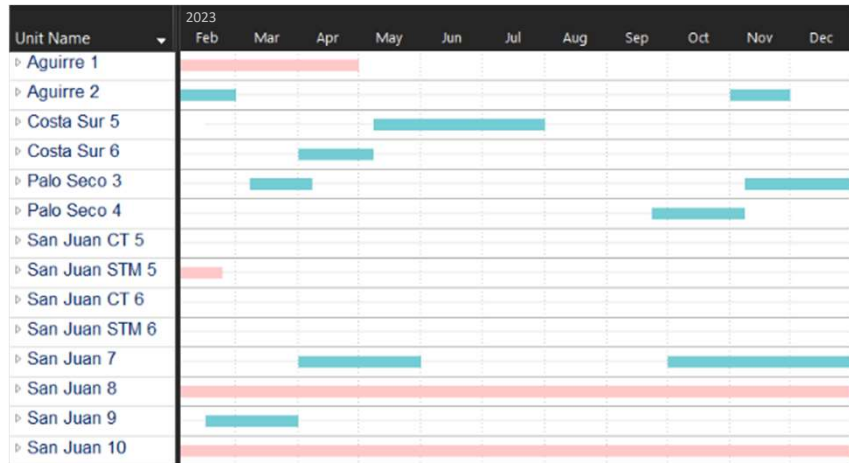 2023
Unit Name Feb Mar Apr May Jun Jul Aug Sep Oct Nov Dec
Aguirre 1
Aguirre 2
Costa Sur 5
Costa Sur 6
Palo Seco 3
Palo Seco 4
San Juan CT 5
San Juan STM 5
San Juan CT 6
San Juan STM 6
San Juan 7
San Juan 8
San Juan 9
San Juan 10